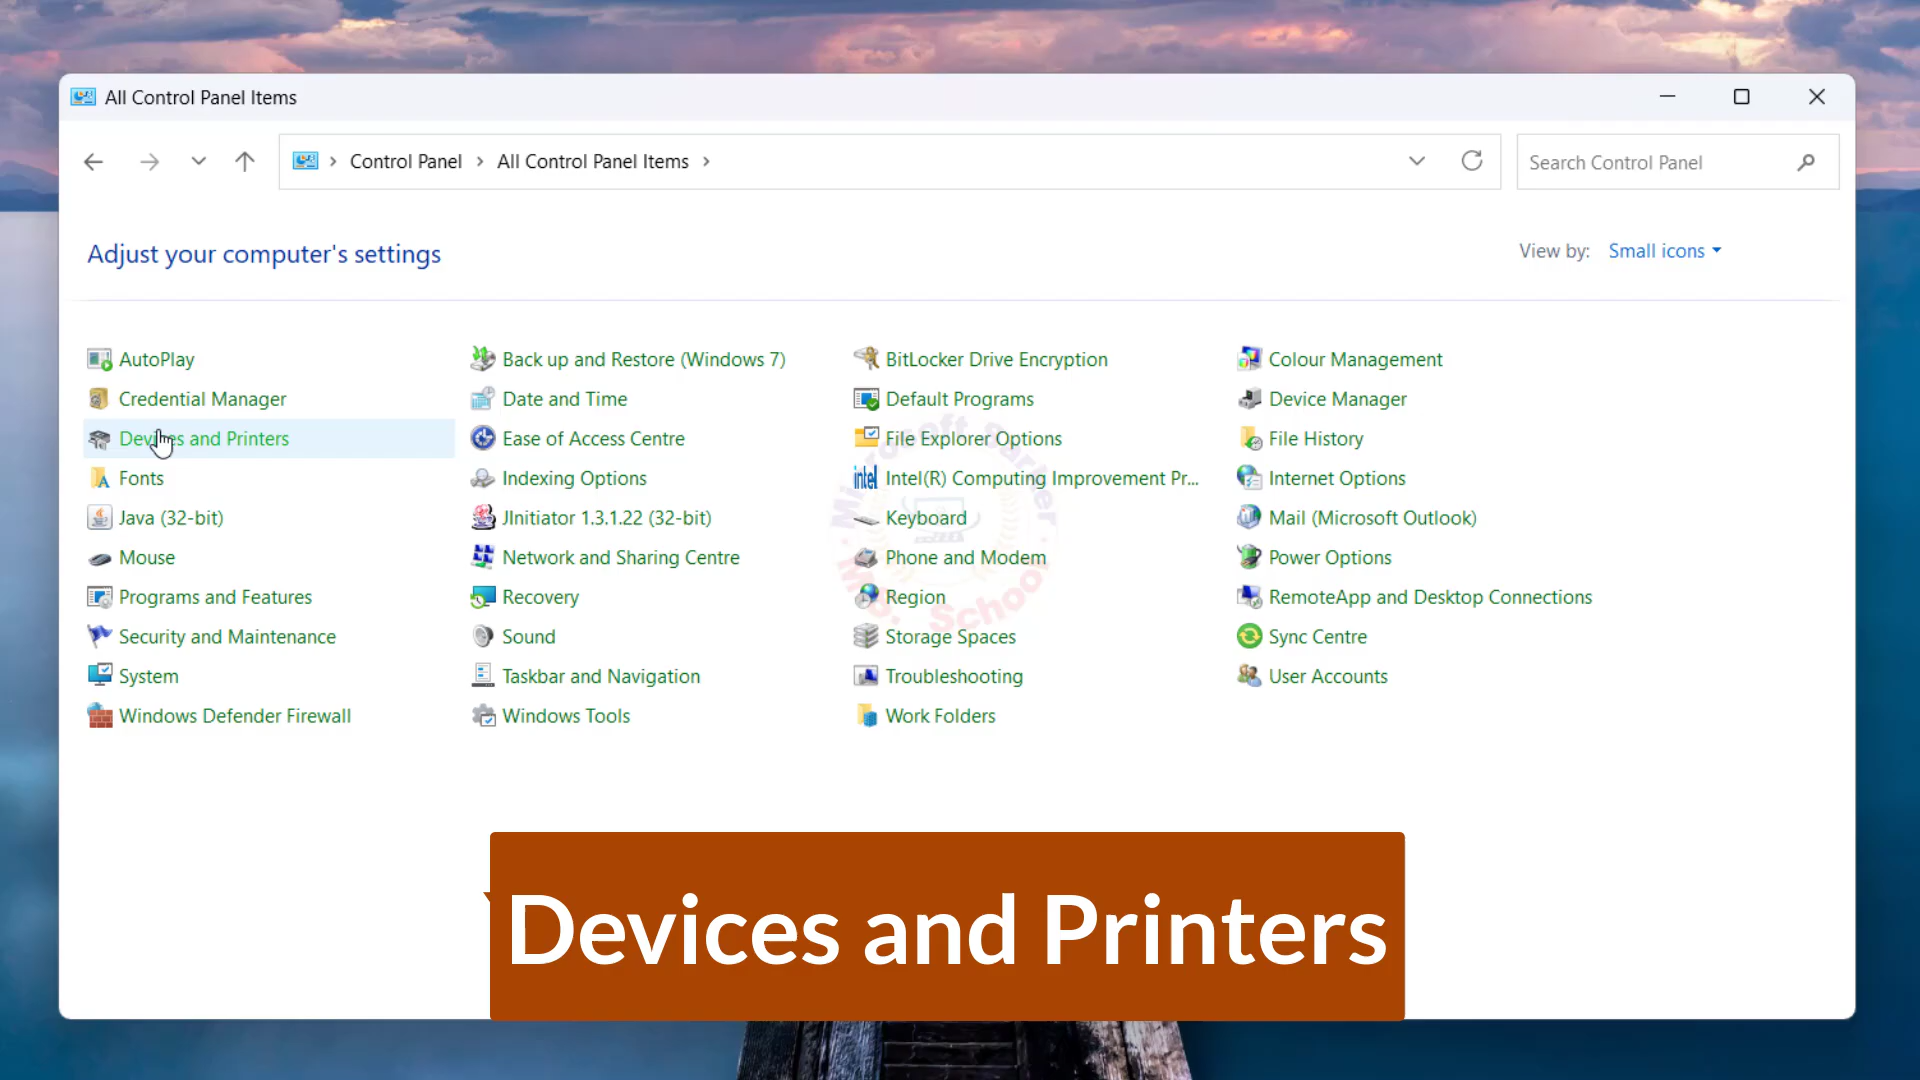 All Control Panel Items
Control Panel > All Control Panel Items >
Search Control Panel
Adjust your computer's settings
View by: Small icons
AutoPlay
Back up and Restore (Windows 7)
BitLocker Drive Encryption
Colour Management
Credential Manager
Date and Time
Default Programs
Device Manager
Devices and Printers
Ease of Access Centre
File Explorer Options
File History
Fonts
Indexing Options
intel
Intel(R) Computing Improvement Pr...
Internet Options
Java (32-bit)
JInitiator 1.3.1.22 (32-bit)
Keyboard
Mail (Microsoft Outlook)
Mouse
Network and Sharing Centre
Phone and Modem
Power Options
Programs and Features
Recovery
Region
RemoteApp and Desktop Connections
Security and Maintenance
Sound
Storage Spaces
Sync Centre
System
Taskbar and Navigation
Troubleshooting
User Accounts
Windows Defender Firewall
Windows Tools
Work Folders
Devices and Printers